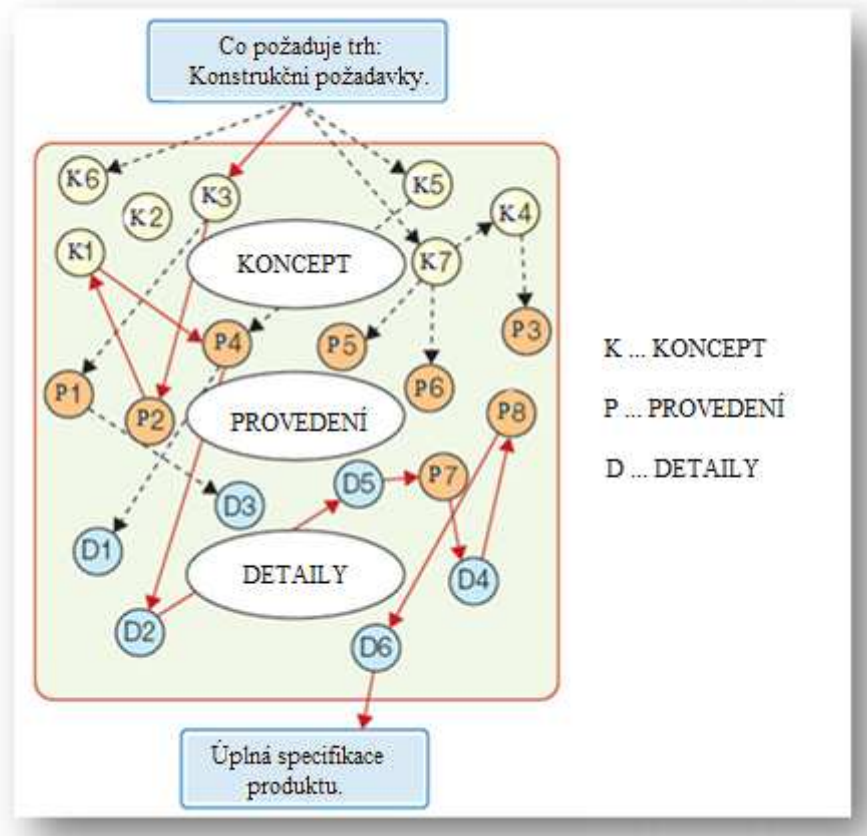 Co požaduje trh:
Konstrukčni požadavky.
K6
K3
K5
K2
K4
K1
KONCEPT
K7
P4
P5
P3
K ... KONCEPT
P1
P2
P6
PROVEDENÍ
P8
P ... PROVEDENÍ
D5
P7
D ... DETAILY
D3
D1
DETAILY
D4
D2
D6
Úplná specifikace
produktu.